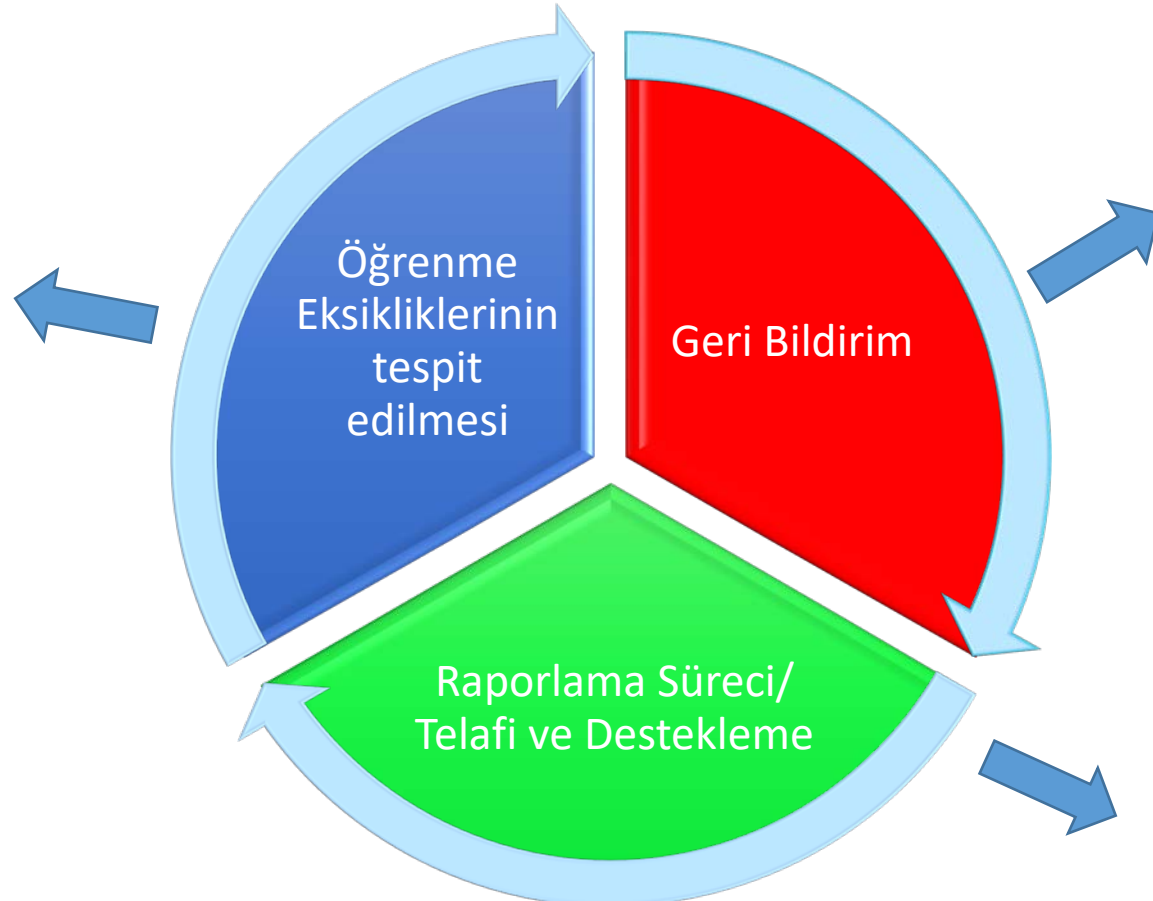 Öğrenme
Eksikliklerinin
tespit
edilmesi
Geri Bildirim
Raporlama Süreci/
Telafi ve Destekleme